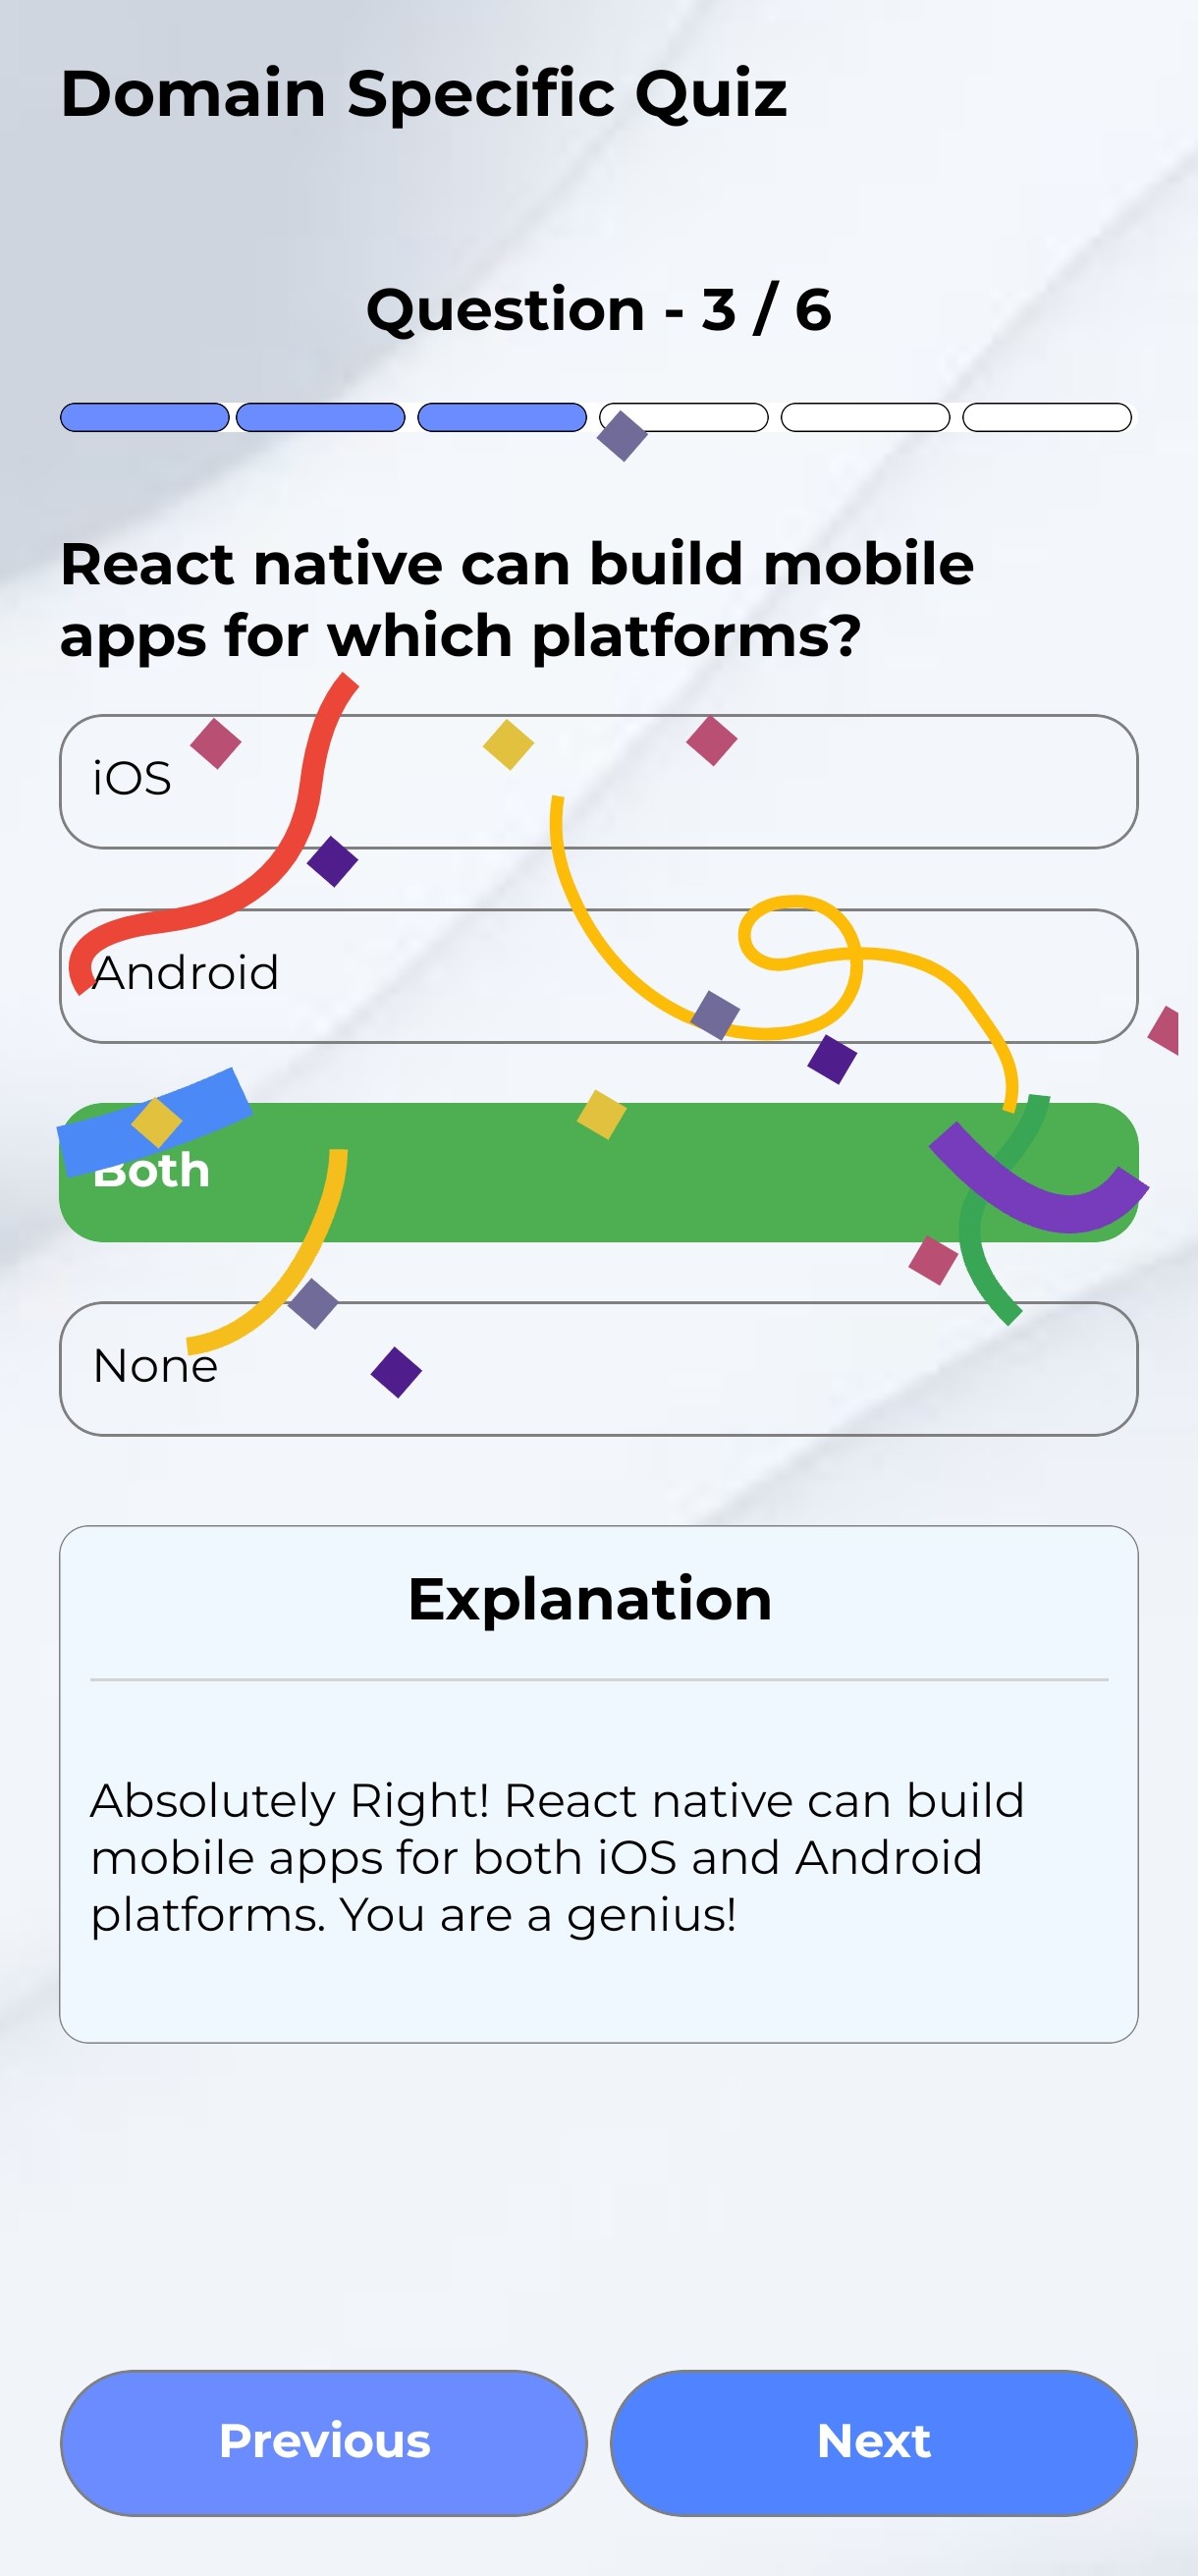 Domain Specific Quiz
Question - 3 / 6
React native can build mobile
apps for which platforms?
iOS
Android
Both
None
Explanation
Absolutely Right! React native can build
mobile apps for both iOS and Android
platforms. You are a genius!
Previous
Next